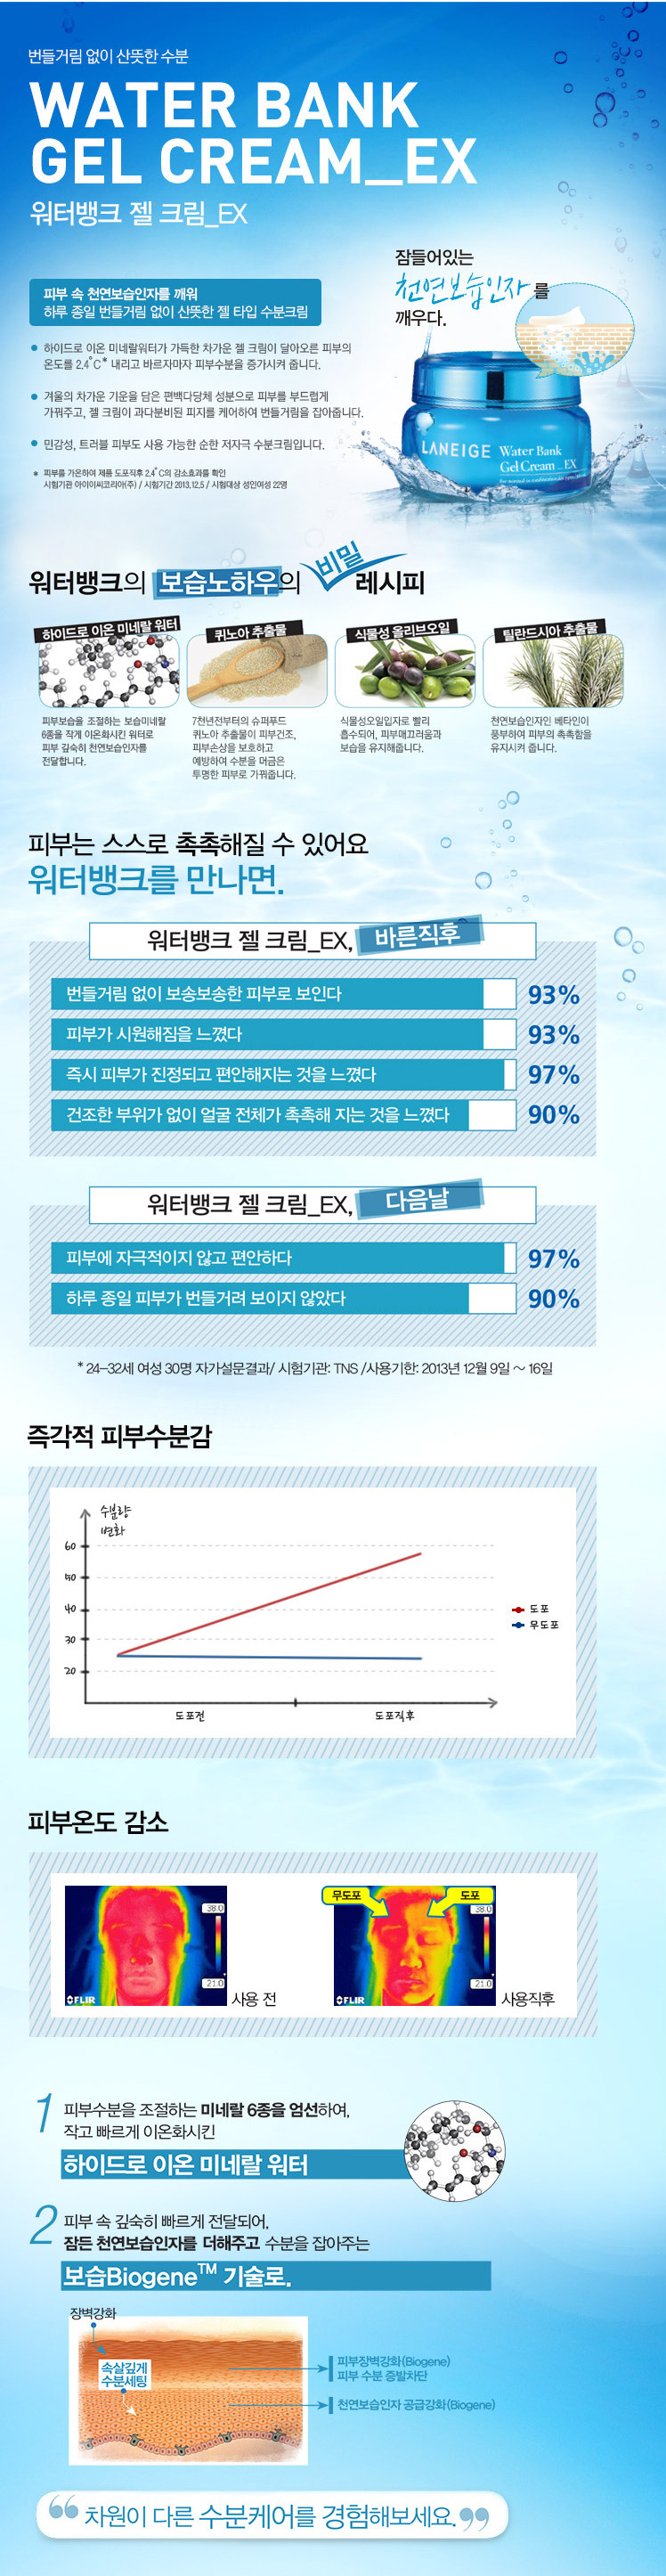 번들거림 없이 산뜻한 수분
WATER BANK
GEL CREAM_EX
워터뱅크 젤 크림_EX
잠들어있는
천연보습인자를
깨우다.
피부 속 천연보습인자를 깨워
하루 종일 번들거림 없이 산뜻한 젤 타입 수분크림
하이드로 이온 미네랄워터가 가득한 차가운 젤 크림이 달아오른 피부의
온도를 2.4˚C* 내리고 바르자마자 피부수분을 증가시켜 줍니다.
겨울의 차가운 기운을 담은 편백다당체 성분으로 피부를 부드럽게
가꿔주고, 젤 크림이 과다분비된 피지를 케어하여 번들거림을 잡아줍니다.
민감성, 트러블 피부도 사용 가능한 순한 저자극 수분크림입니다.
* 피부를 가온하여 제품 도포직후 2.4˚C의 감소효과를 확인
시험기관 아이이씨코리아(주) / 시험기간 2013.12.5 / 시험대상 성인여성 22명
LANEIGE Water Bank
Gel Cream_EX
워터뱅크의 보습노하우의 비밀 레시피
하이드로 이온 미네랄 워터
퀴노아 추출물
식물성 올리브오일
틸란드시아 추출물
피부보습을 조절하는 보습미네랄
6종을 작게 이온화시킨 워터로
피부 깊숙히 천연보습인자를
전달합니다.
7천년전부터의 슈퍼푸드
퀴노아 추출물이 피부건조,
피부손상을 보호하고
예방하여 수분을 머금은
투명한 피부로 가꿔줍니다.
식물성오일입자로 빨리
흡수되어, 피부매끄러움과
보습을 유지해줍니다.
천연보습인자인 베타인이
풍부하여 피부의 촉촉함을
유지시켜 줍니다.
피부는 스스로 촉촉해질 수 있어요
워터뱅크를 만나면.
워터뱅크 젤 크림_EX, 바른직후
번들거림 없이 보송보송한 피부로 보인다 93%
피부가 시원해짐을 느꼈다 93%
즉시 피부가 진정되고 편안해지는 것을 느꼈다 97%
건조한 부위가 없이 얼굴 전체가 촉촉해 지는 것을 느꼈다 90%
워터뱅크 젤 크림_EX, 다음날
피부에 자극적이지 않고 편안하다 97%
하루 종일 피부가 번들거려 보이지 않았다 90%
* 24-32세 여성 30명 자가설문결과/ 시험기관: TNS /사용기한: 2013년 12월 9일 ~ 16일
즉각적 피부수분감
수분량
변화
60
50
40
30
20
도포전
도포직후
도포
무도포
피부온도 감소
38.0
21.0
FLIR
사용 전
무도포
도포
38.0
21.0
FLIR
사용직후
1 피부수분을 조절하는 미네랄 6종을 엄선하여,
작고 빠르게 이온화시킨
하이드로 이온 미네랄 워터
2 피부 속 깊숙히 빠르게 전달되어,
잠든 천연보습인자를 더해주고 수분을 잡아주는
보습Biogene™ 기술로.
장벽강화
속살깊게
수분세팅
피부장벽강화(Biogene)
피부 수분 증발차단
천연보습인자 공급강화(Biogene)
“ 차원이 다른 수분케어를 경험해보세요. ”